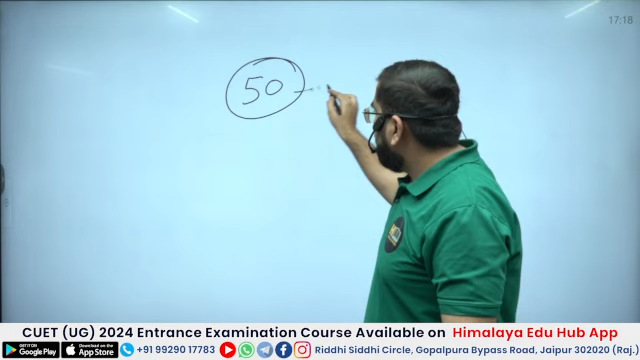 17:18
50
CUET (UG) 2024 Entrance Examination Course Available on Himalaya Edu Hub App
GET IT ON Google Play Download on the App Store +91 99290 17783 Riddhi Siddhi Circle, Gopalpura Bypass Road, Jaipur 302020 (Raj.)